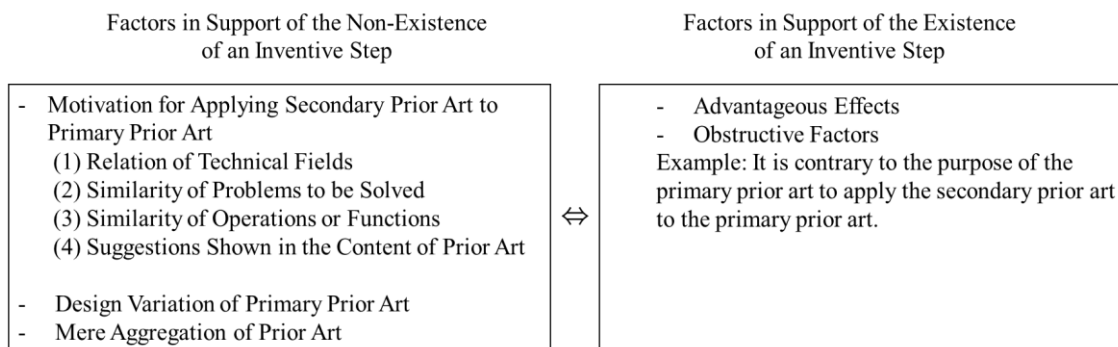 Factors in Support of the Non-Existence
of an Inventive Step
- Motivation for Applying Secondary Prior Art to
Primary Prior Art
(1) Relation of Technical Fields
(2) Similarity of Problems to be Solved
(3) Similarity of Operations or Functions
(4) Suggestions Shown in the Content of Prior Art
- Design Variation of Primary Prior Art
- Mere Aggregation of Prior Art
⇔
Factors in Support of the Existence
of an Inventive Step
- Advantageous Effects
- Obstructive Factors
Example: It is contrary to the purpose of the
primary prior art to apply the secondary prior art
to the primary prior art.